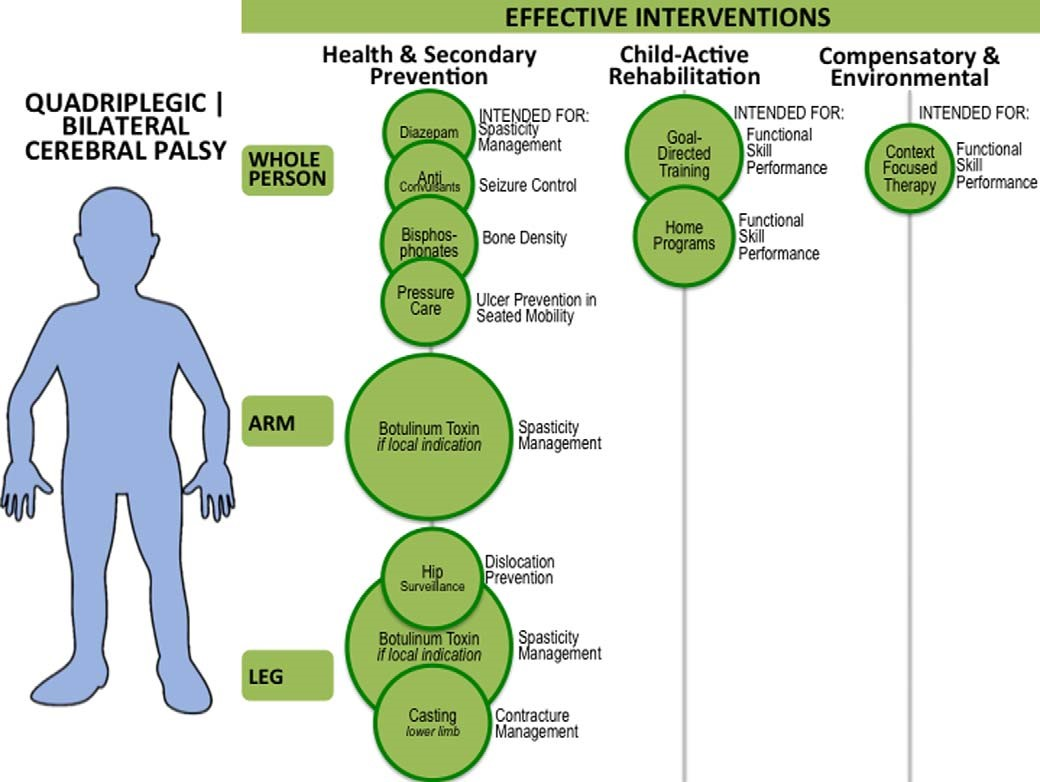 EFFECTIVE INTERVENTIONS
Health & Secondary
Prevention
Child-Active
Rehabilitation
Compensatory &
Environmental
QUADRIPLEGIC |
BILATERAL
CEREBRAL PALSY
WHOLE
PERSON
Diazepam
INTENDED FOR:
Spasticity
Management
Anti
Convulsants
Seizure Control
Bisphos-
phonates
Bone Density
Pressure
Care
Ulcer Prevention in
Seated Mobility
Goal-
Directed
Training
INTENDED FOR:
Functional
Skill
Performance
Home
Programs
Functional
Skill
Performance
Context
Focused
Therapy
INTENDED FOR:
Functional
Skill
Performance
ARM
Botulinum Toxin
if local indication
Spasticity
Management
Hip
Surveillance
Dislocation
Prevention
Botulinum Toxin
if local indication
Spasticity
Management
LEG
Casting
lower limb
Contracture
Management